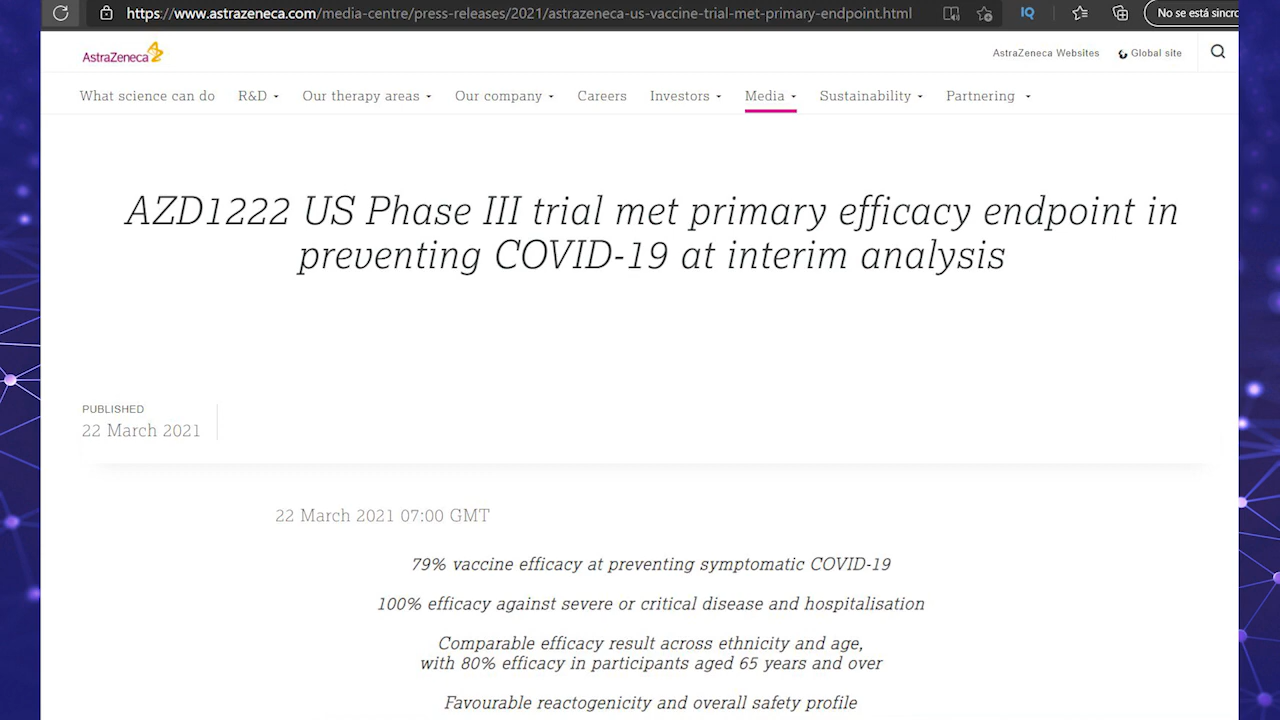 https://www.astrazeneca.com/media-centre/press-releases/2021/astrazeneca-us-vaccine-trial-met-primary-endpoint.html IQ No se está sincro
AstraZeneca
AstraZeneca Websites Global site
What science can do R&D Our therapy areas Our company Careers Investors Media Sustainability Partnering
AZD1222 US Phase III trial met primary efficacy endpoint in
preventing COVID-19 at interim analysis
PUBLISHED
22 March 2021
22 March 2021 07:00 GMT
79% vaccine efficacy at preventing symptomatic COVID-19
100% efficacy against severe or critical disease and hospitalisation
Comparable efficacy result across ethnicity and age,
with 80% efficacy in participants aged 65 years and over
Favourable reactogenicity and overall safety profile